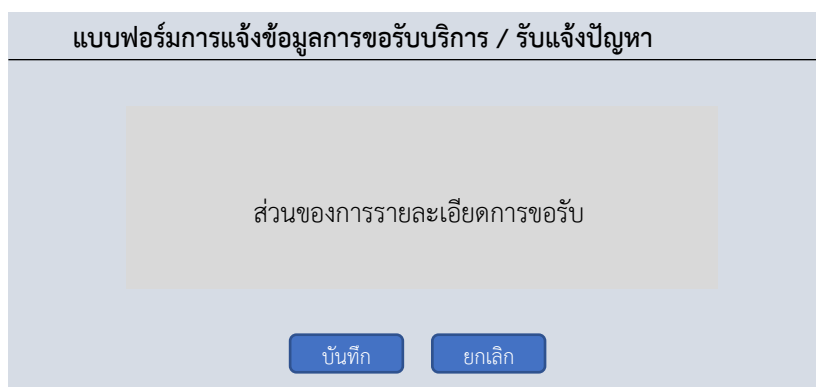 แบบฟอร์มการแจ้งข้อมูลการขอรับบริการ / รับแจ้งปัญหา
ส่วนของการรายละเอียดการขอรับ
บันทึก
ยกเลิก